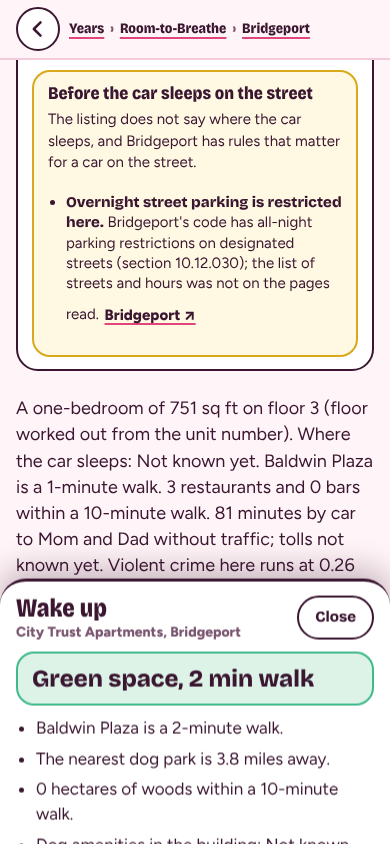 Years › Room-to-Breathe › Bridgeport
Before the car sleeps on the street
The listing does not say where the car
sleeps, and Bridgeport has rules that matter
for a car on the street.
• Overnight street parking is restricted
here. Bridgeport's code has all-night
parking restrictions on designated
streets (section 10.12.030); the list of
streets and hours was not on the pages
read. Bridgeport ↗
A one-bedroom of 751 sq ft on floor 3 (floor
worked out from the unit number). Where
the car sleeps: Not known yet. Baldwin Plaza
is a 1-minute walk. 3 restaurants and 0 bars
within a 10-minute walk. 81 minutes by car
to Mom and Dad without traffic; tolls not
known yet. Violent crime here runs at 0.26
Wake up
City Trust Apartments, Bridgeport
Close
Green space, 2 min walk
• Baldwin Plaza is a 2-minute walk.
• The nearest dog park is 3.8 miles away.
• 0 hectares of woods within a 10-minute
walk.
• Dog amenities in the building: Not known